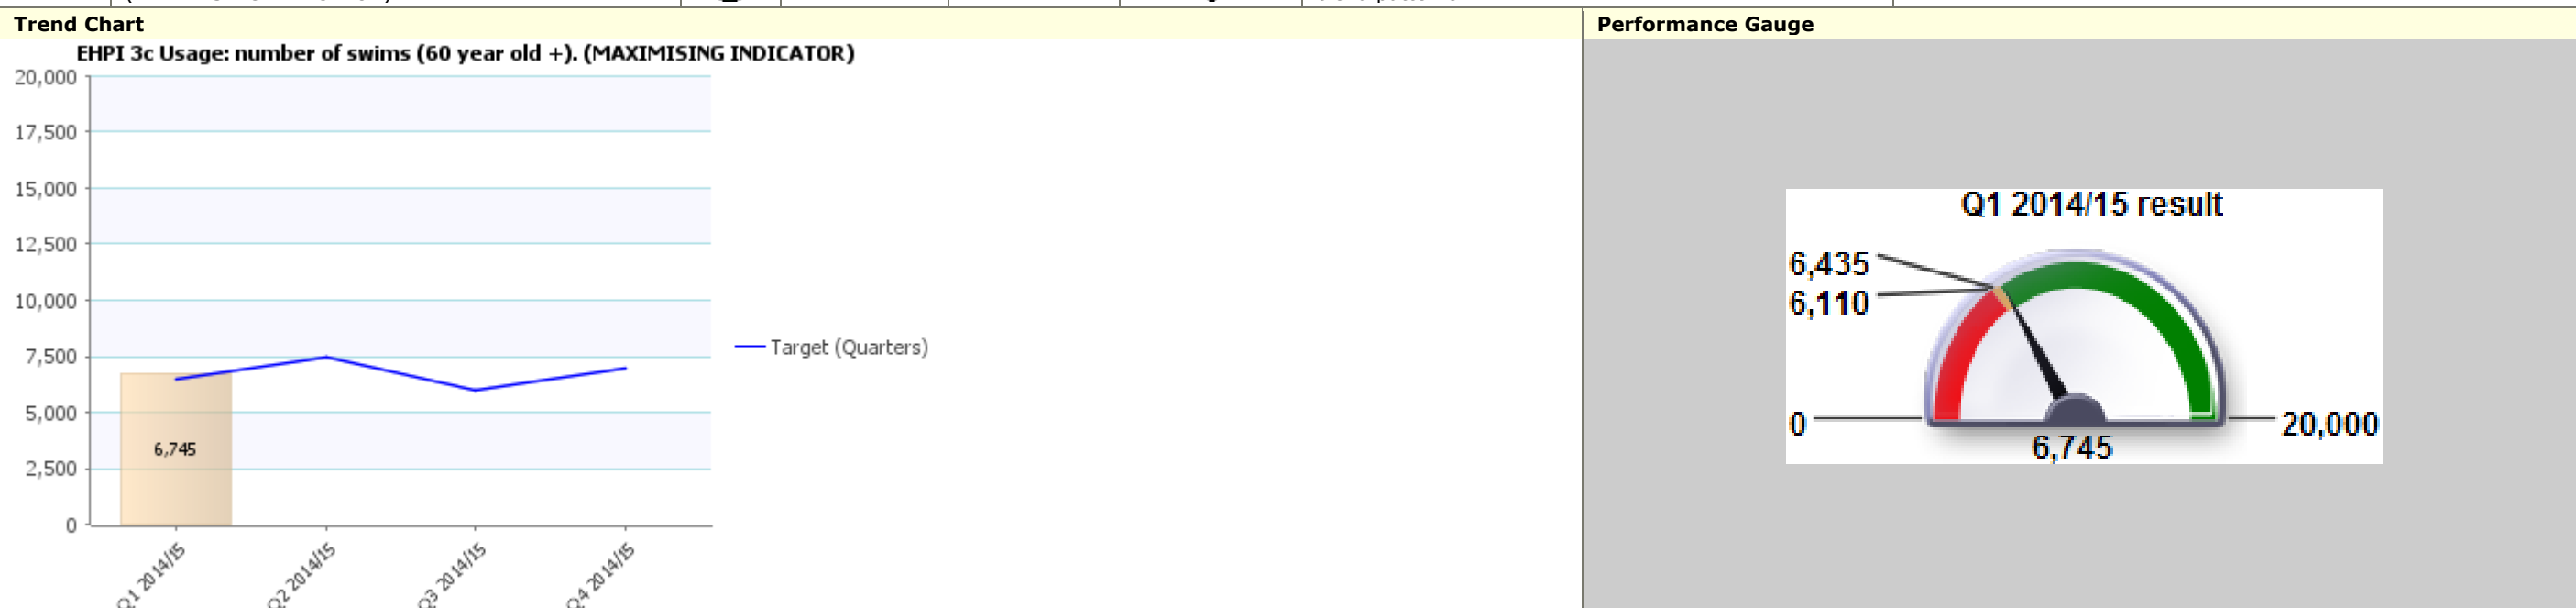 Trend Chart
Performance Gauge
EHPI 3c Usage: number of swims (60 year old +). (MAXIMISING INDICATOR)
20,000
17,500
15,000
12,500
10,000
7,500
5,000
2,500
0
6,745
Q1 2014/15
Q2 2014/15
Q3 2014/15
Q4 2014/15
Target (Quarters)
Q1 2014/15 result
6,435
6,110
0
20,000
6,745